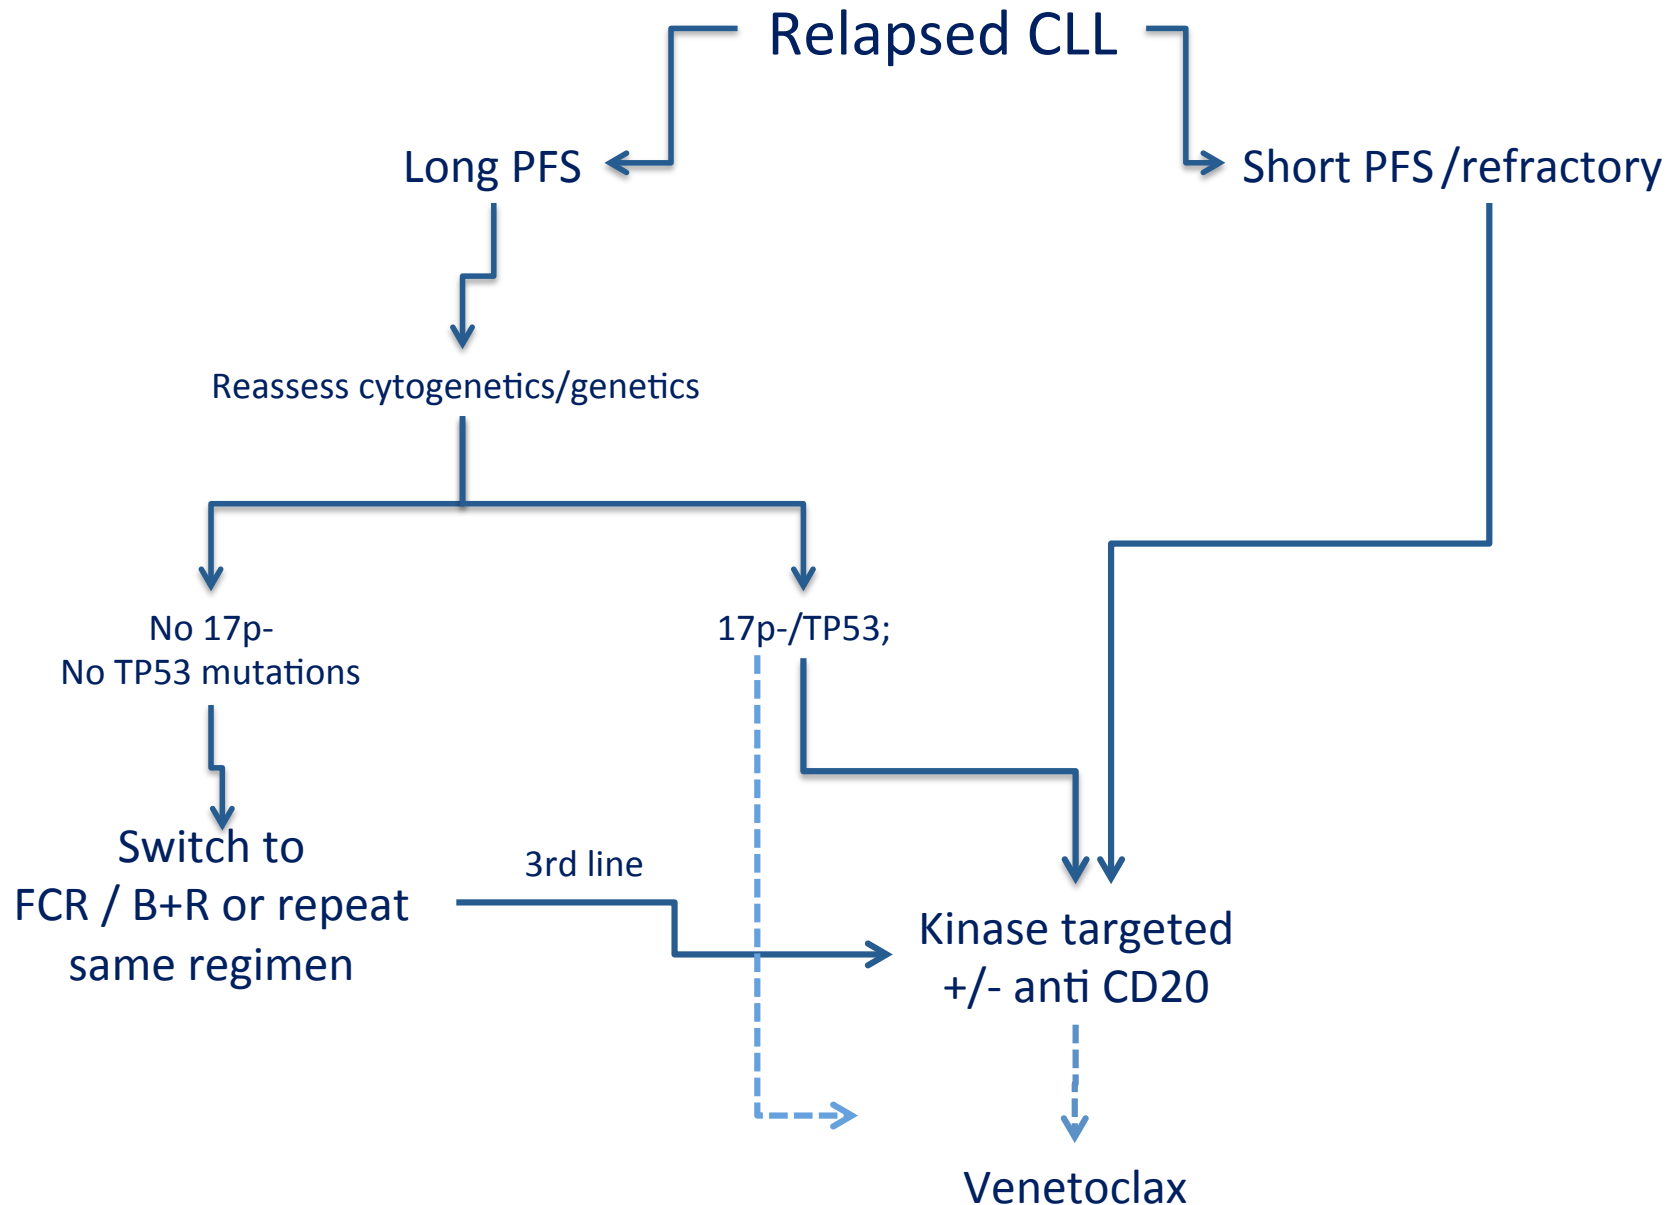 Relapsed CLL
Long PFS
Short PFS/refractory
Reassess cytogenetics/genetics
No 17p-
No TP53 mutations
17p-/TP53;
Switch to
FCR / B+R or repeat
same regimen
3rd line
Kinase targeted
+/- anti CD20
Venetoclax